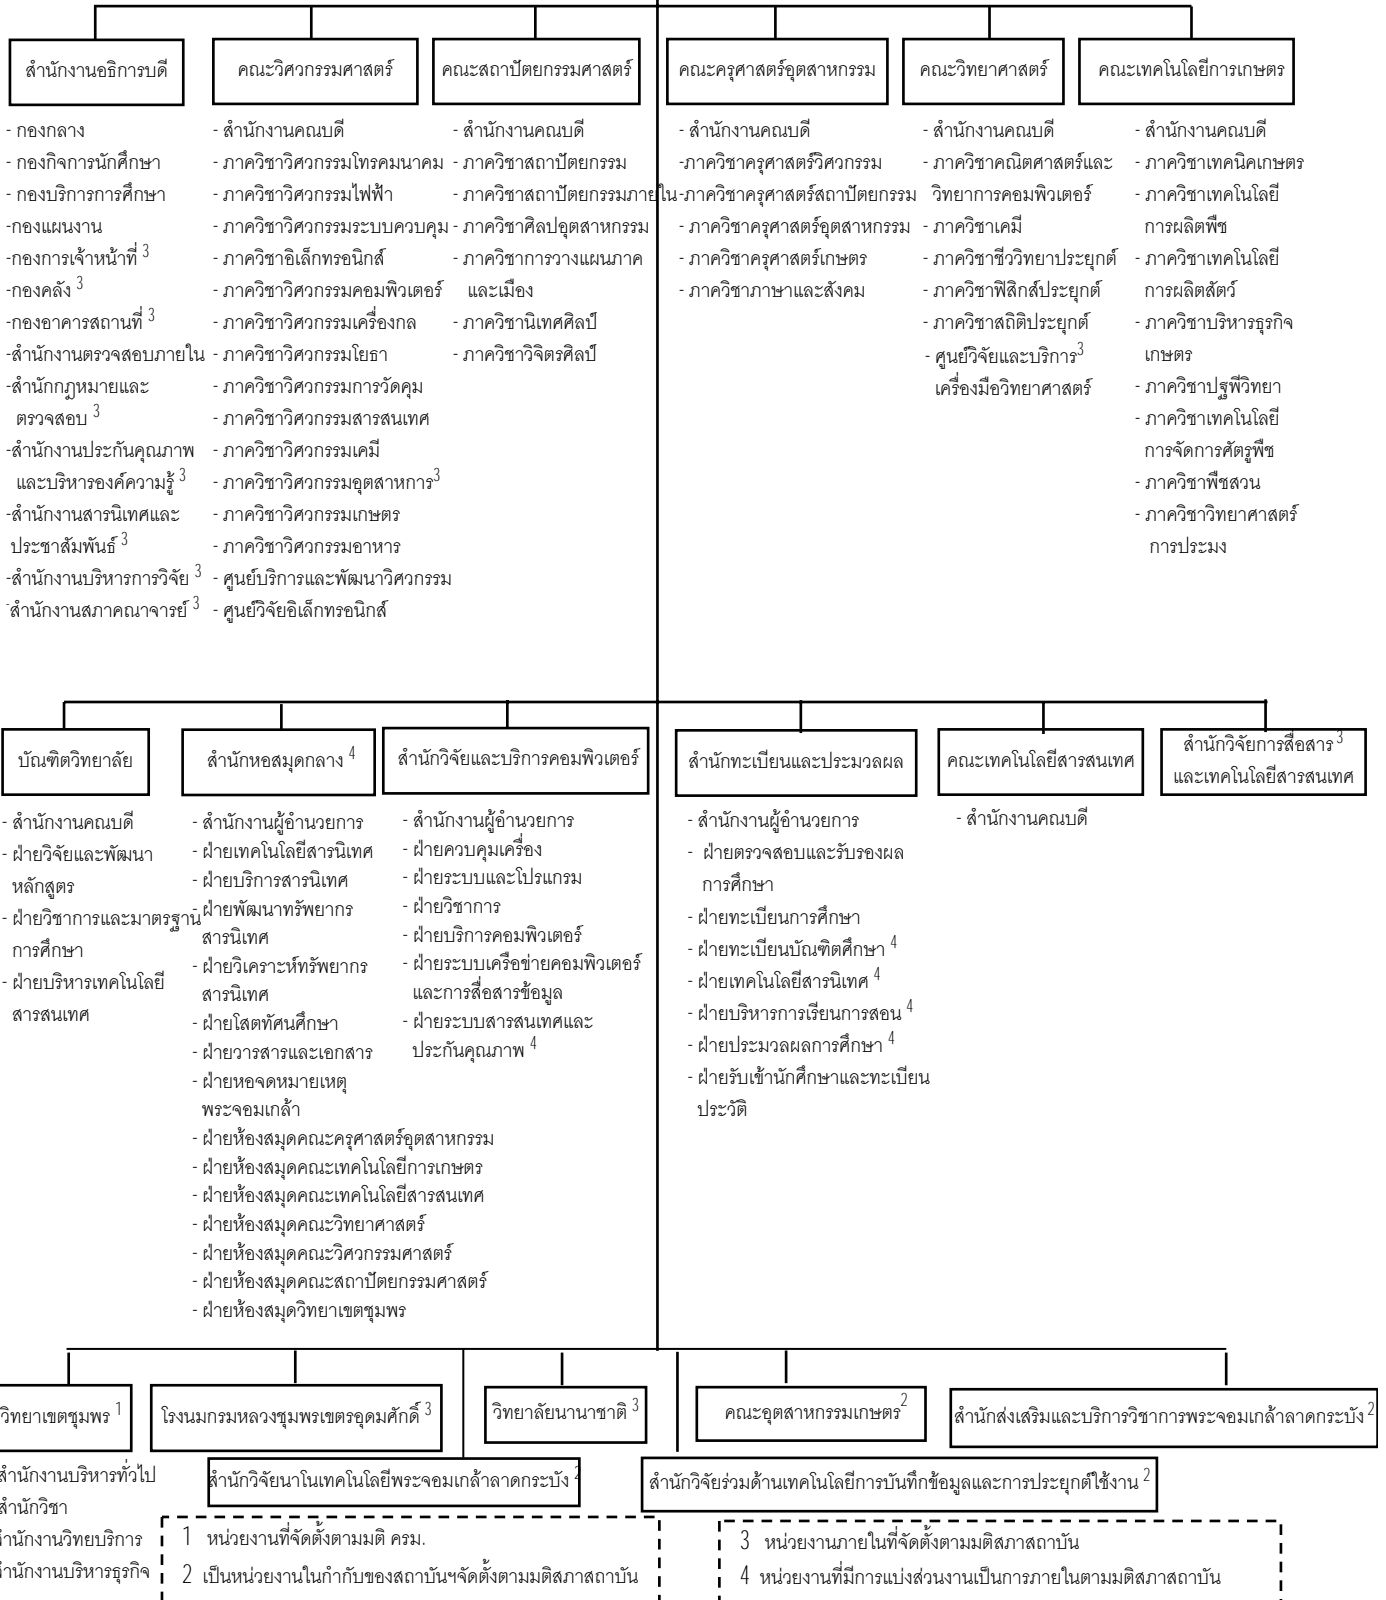 สำนักงานอธิการบดี
- กองกลาง
- กองกิจการนักศึกษา
- กองบริการการศึกษา
-กองแผนงาน
-กองการเจ้าหน้าที่ 3
-กองคลัง 3
-กองอาคารสถานที่ 3
-สำนักงานตรวจสอบภายใน
-สำนักกฎหมายและ
ตรวจสอบ 3
-สำนักงานประกันคุณภาพ
และบริหารองค์ความรู้ 3
-สำนักงานสารนิเทศและ
ประชาสัมพันธ์ 3
-สำนักงานบริหารการวิจัย 3
-สำนักงานสภาคณาจารย์ 3
คณะวิศวกรรมศาสตร์
- สำนักงานคณบดี
- ภาควิชาวิศวกรรมโทรคมนาคม
- ภาควิชาวิศวกรรมไฟฟ้า
- ภาควิชาวิศวกรรมระบบควบคุม
- ภาควิชาอิเล็กทรอนิกส์
- ภาควิชาวิศวกรรมคอมพิวเตอร์
- ภาควิชาวิศวกรรมเครื่องกล
- ภาควิชาวิศวกรรมโยธา
- ภาควิชาวิศวกรรมการวัดคุม
- ภาควิชาวิศวกรรมสารสนเทศ
- ภาควิชาวิศวกรรมเคมี
- ภาควิชาวิศวกรรมอุตสาหการ3
- ภาควิชาวิศวกรรมเกษตร
- ภาควิชาวิศวกรรมอาหาร
- ศูนย์บริการและพัฒนาวิศวกรรม
- ศูนย์วิจัยอิเล็กทรอนิกส์
คณะสถาปัตยกรรมศาสตร์
- สำนักงานคณบดี
- ภาควิชาสถาปัตยกรรม
- ภาควิชาสถาปัตยกรรมภายใน
- ภาควิชาศิลปอุตสาหกรรม
- ภาควิชาการวางแผนภาค
และเมือง
- ภาควิชานิเทศศิลป์
- ภาควิชาวิจิตรศิลป์
คณะครุศาสตร์อุตสาหกรรม
- สำนักงานคณบดี
-ภาควิชาครุศาสตร์วิศวกรรม
-ภาควิชาครุศาสตร์สถาปัตยกรรม
- ภาควิชาครุศาสตร์อุตสาหกรรม
- ภาควิชาครุศาสตร์เกษตร
- ภาควิชาภาษาและสังคม
คณะวิทยาศาสตร์
- สำนักงานคณบดี
- ภาควิชาคณิตศาสตร์และ
วิทยาการคอมพิวเตอร์
- ภาควิชาเคมี
- ภาควิชาชีววิทยาประยุกต์
- ภาควิชาฟิสิกส์ประยุกต์
- ภาควิชาสถิติประยุกต์
- ศูนย์วิจัยและบริการ3
เครื่องมือวิทยาศาสตร์
คณะเทคโนโลยีการเกษตร
- สำนักงานคณบดี
- ภาควิชาเทคนิคเกษตร
- ภาควิชาเทคโนโลยี
การผลิตพืช
- ภาควิชาเทคโนโลยี
การผลิตสัตว์
- ภาควิชาบริหารธุรกิจ
เกษตร
- ภาควิชาปฐพีวิทยา
- ภาควิชาเทคโนโลยี
การจัดการศัตรูพืช
- ภาควิชาพืชสวน
- ภาควิชาวิทยาศาสตร์
การประมง
บัณฑิตวิทยาลัย
- สำนักงานคณบดี
- ฝ่ายวิจัยและพัฒนา
หลักสูตร
- ฝ่ายวิชาการและมาตรฐาน
การศึกษา
- ฝ่ายบริหารเทคโนโลยี
สารสนเทศ
สำนักหอสมุดกลาง 4
- สำนักงานผู้อำนวยการ
- ฝ่ายเทคโนโลยีสารนิเทศ
- ฝ่ายบริการสารนิเทศ
- ฝ่ายพัฒนาทรัพยากร
สารนิเทศ
- ฝ่ายวิเคราะห์ทรัพยากร
สารนิเทศ
- ฝ่ายโสตทัศนศึกษา
- ฝ่ายวารสารและเอกสาร
- ฝ่ายหอจดหมายเหตุ
พระจอมเกล้า
- ฝ่ายห้องสมุดคณะครุศาสตร์อุตสาหกรรม
- ฝ่ายห้องสมุดคณะเทคโนโลยีการเกษตร
- ฝ่ายห้องสมุดคณะเทคโนโลยีสารสนเทศ
- ฝ่ายห้องสมุดคณะวิทยาศาสตร์
- ฝ่ายห้องสมุดคณะวิศวกรรมศาสตร์
- ฝ่ายห้องสมุดคณะสถาปัตยกรรมศาสตร์
- ฝ่ายห้องสมุดวิทยาเขตชุมพร
สำนักวิจัยและบริการคอมพิวเตอร์
- สำนักงานผู้อำนวยการ
- ฝ่ายควบคุมเครื่อง
- ฝ่ายระบบและโปรแกรม
- ฝ่ายวิชาการ
- ฝ่ายบริการคอมพิวเตอร์
- ฝ่ายระบบเครือข่ายคอมพิวเตอร์
และการสื่อสารข้อมูล
- ฝ่ายระบบสารสนเทศและ
ประกันคุณภาพ 4
สำนักทะเบียนและประมวลผล
- สำนักงานผู้อำนวยการ
- ฝ่ายตรวจสอบและรับรองผล
การศึกษา
- ฝ่ายทะเบียนการศึกษา
- ฝ่ายทะเบียนบัณฑิตศึกษา 4
- ฝ่ายเทคโนโลยีสารนิเทศ 4
- ฝ่ายบริหารการเรียนการสอน 4
- ฝ่ายประมวลผลการศึกษา 4
- ฝ่ายรับเข้านักศึกษาและทะเบียน
ประวัติ
คณะเทคโนโลยีสารสนเทศ
- สำนักงานคณบดี
สำนักวิจัยการสื่อสาร 3
และเทคโนโลยีสารสนเทศ
วิทยาเขตชุมพร 1
สำนักงานบริหารทั่วไป
สำนักวิชา
สำนักงานวิทยบริการ
สำนักงานบริหารธุรกิจ
โรงนมกรมหลวงชุมพรเขตรอุดมศักดิ์ 3
วิทยาลัยนานาชาติ 3
คณะอุตสาหกรรมเกษตร2
สำนักส่งเสริมและบริการวิชาการพระจอมเกล้าลาดกระบัง 2
สำนักวิจัยนาโนเทคโนโลยีพระจอมเกล้าลาดกระบัง 2
สำนักวิจัยร่วมด้านเทคโนโลยีการบันทึกข้อมูลและการประยุกต์ใช้งาน 2
1 หน่วยงานที่จัดตั้งตามมติ ครม.
2 เป็นหน่วยงานในกำกับของสถาบันฯจัดตั้งตามมติสภาสถาบัน
3 หน่วยงานภายในที่จัดตั้งตามมติสภาสถาบัน
4 หน่วยงานที่มีการแบ่งส่วนงานเป็นการภายในตามมติสภาสถาบัน